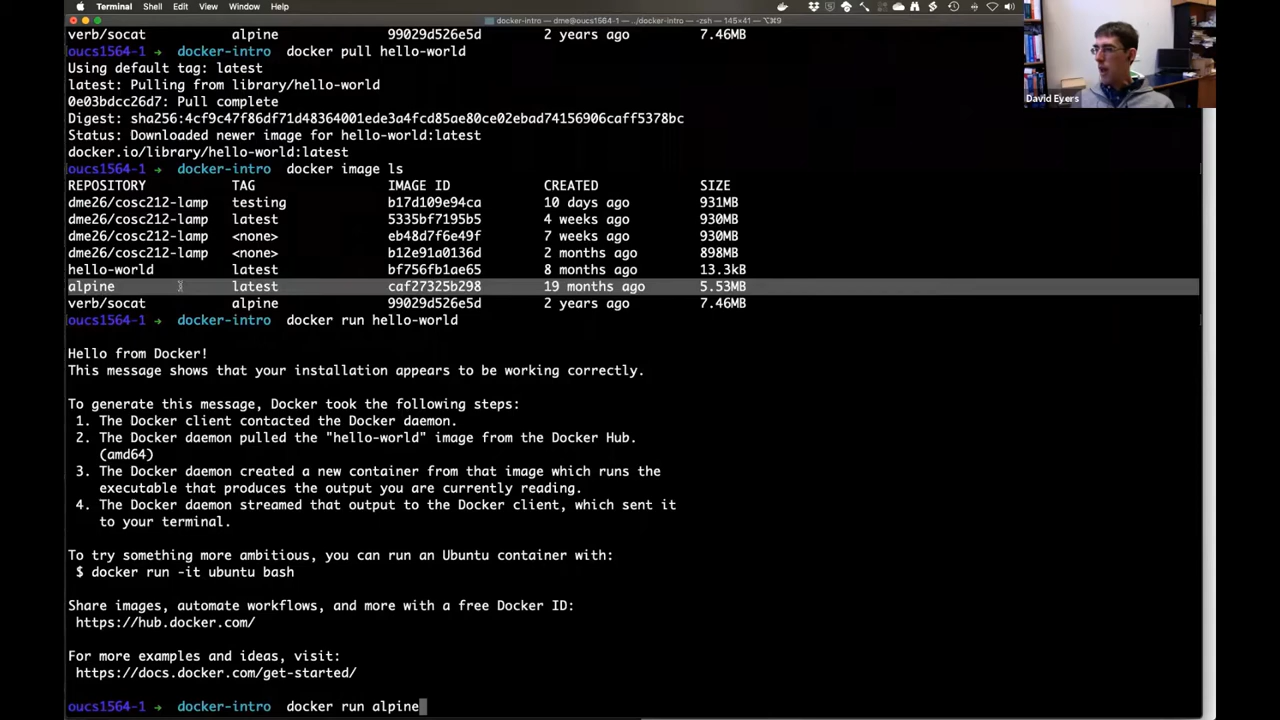 Terminal Shell Edit View Window Help
docker-intro — dme@oucs1564-1 — ../docker-intro — -zsh — 145×41 — ⌥⌘9
verb/socat alpine 99029d526e5d 2 years ago 7.46MB
oucs1564-1 → docker-intro docker pull hello-world
Using default tag: latest
latest: Pulling from library/hello-world
0e03bdcc26d7: Pull complete
Digest: sha256:4cf9c47f86df71d48364001ede3a4fcd85ae80ce02ebad74156906caff5378bc
Status: Downloaded newer image for hello-world:latest
docker.io/library/hello-world:latest
oucs1564-1 → docker-intro docker image ls
REPOSITORY TAG IMAGE ID CREATED SIZE
dme26/cosc212-lamp testing b17d109e94ca 10 days ago 931MB
dme26/cosc212-lamp latest 5335bf7195b5 4 weeks ago 930MB
dme26/cosc212-lamp <none> eb48d7f6e49f 7 weeks ago 930MB
dme26/cosc212-lamp <none> b12e91a0136d 2 months ago 898MB
hello-world latest bf756fb1ae65 8 months ago 13.3kB
alpine latest caf27325b298 19 months ago 5.53MB
verb/socat alpine 99029d526e5d 2 years ago 7.46MB
oucs1564-1 → docker-intro docker run hello-world
Hello from Docker!
This message shows that your installation appears to be working correctly.
To generate this message, Docker took the following steps:
1. The Docker client contacted the Docker daemon.
2. The Docker daemon pulled the "hello-world" image from the Docker Hub.
(amd64)
3. The Docker daemon created a new container from that image which runs the
executable that produces the output you are currently reading.
4. The Docker daemon streamed that output to the Docker client, which sent it
to your terminal.
To try something more ambitious, you can run an Ubuntu container with:
$ docker run -it ubuntu bash
Share images, automate workflows, and more with a free Docker ID:
https://hub.docker.com/
For more examples and ideas, visit:
https://docs.docker.com/get-started/
oucs1564-1 → docker-intro docker run alpine
David Eyers